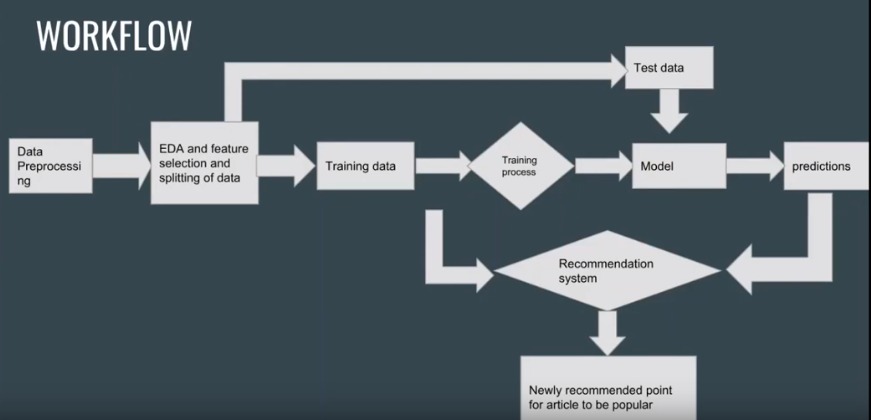 WORKFLOW
Test data
Data
Preprocessi
ng
EDA and feature
selection and
splitting of data
Training data
Training
process
Model
predictions
Recommendation
system
Newly recommended point
for article to be popular